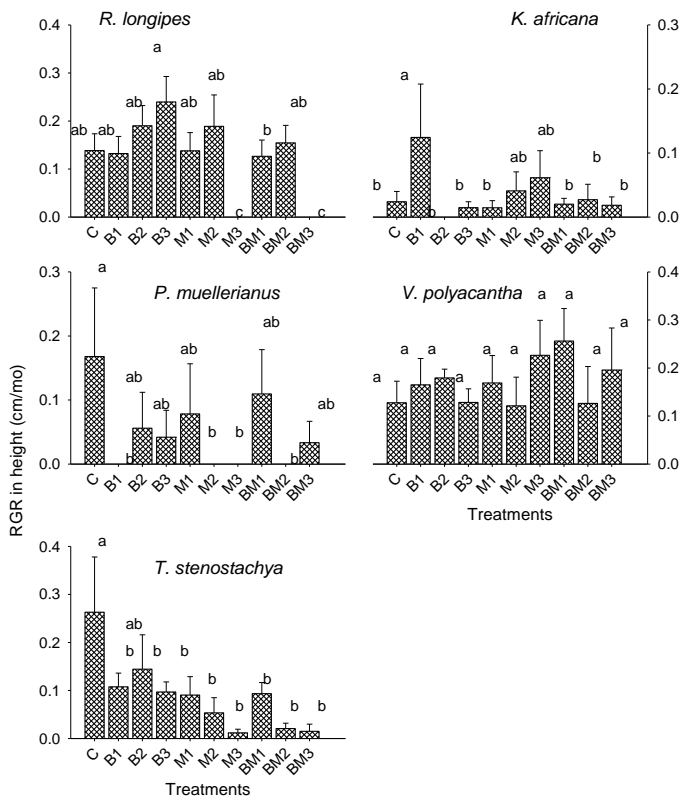 R. longipes
0.4
0.3
0.2
0.1
0.0
ab
ab
ab
a
ab
ab
c
b
ab
c
C
B1
B2
B3
M1
M2
M3
BM1
BM2
BM3
K. africana
0.3
0.2
0.1
0.0
b
a
b
b
b
ab
ab
b
b
b
C
B1
B2
B3
M1
M2
M3
BM1
BM2
BM3
RGR in height (cm/mo)
P. muellerianus
0.3
0.2
0.1
0.0
a
b
ab
ab
ab
b
b
ab
b
ab
C
B1
B2
B3
M1
M2
M3
BM1
BM2
BM3
V. polyacantha
0.4
0.3
0.2
0.1
0.0
a
a
a
a
a
a
a
a
a
a
C
B1
B2
B3
M1
M2
M3
BM1
BM2
BM3
Treatments
T. stenostachya
0.4
0.3
0.2
0.1
0.0
a
b
ab
b
b
b
b
b
b
b
C
B1
B2
B3
M1
M2
M3
BM1
BM2
BM3
Treatments